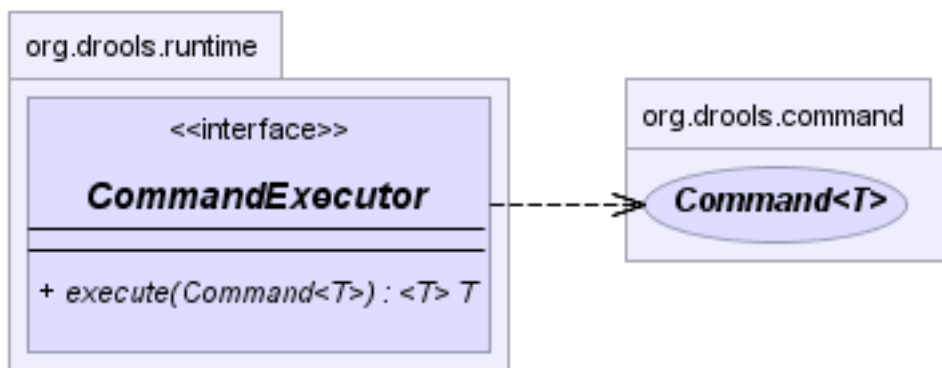 org.drools.runtime
<<interface>>
CommandExecutor
+ execute(Command<T>) : <T> T
org.drools.command
Command<T>